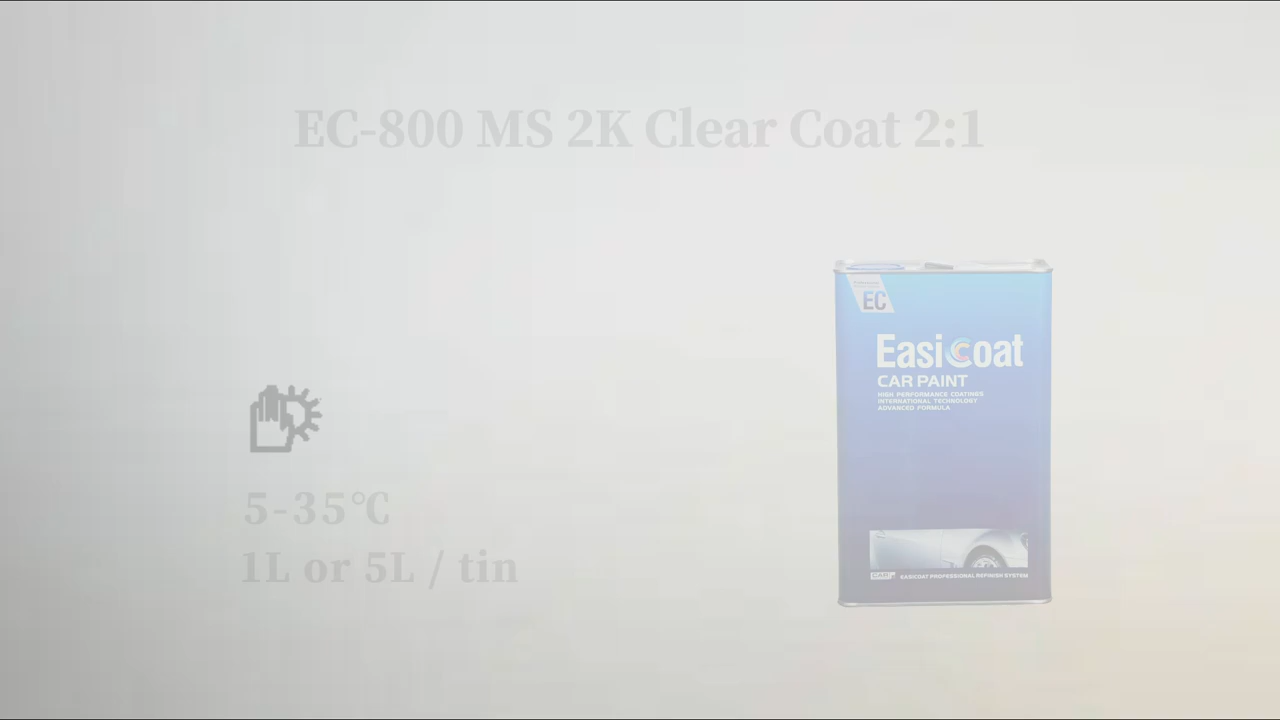 EC-800 MS 2K Clear Coat 2:1
EC
EasiCoat
CAR PAINT
HIGH PERFORMANCE COATINGS
INTERNATIONAL TECHNOLOGY
ADVANCED FORMULA
5-35℃
1L or 5L / tin
CAR
EASICOAT PROFESSIONAL REFINISH SYSTEM